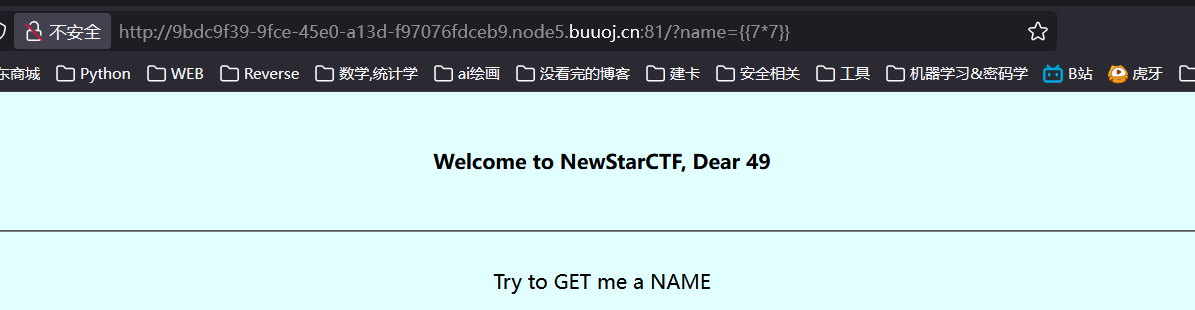 不安全 http://9bdc9f39-9fce-45e0-a13d-f97076fdceb9.node5.buuoj.cn:81/?name={{7*7}}
东商城 Python WEB Reverse 数学,统计学 ai绘画 没看完的博客 建卡 安全相关 工具 机器学习&密码学 B站 虎牙
Welcome to NewStarCTF, Dear 49
Try to GET me a NAME